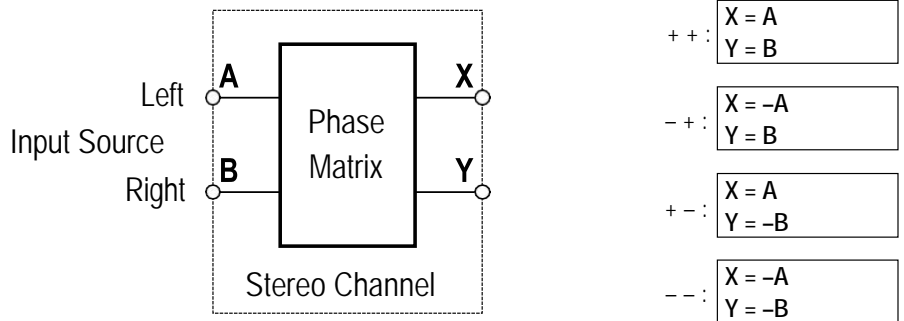 A X
Left
Phase
Matrix
Input Source
B Y
Right
Stereo Channel
+ + : X = A
Y = B
– + : X = –A
Y = B
+ – : X = A
Y = –B
– – : X = –A
Y = –B